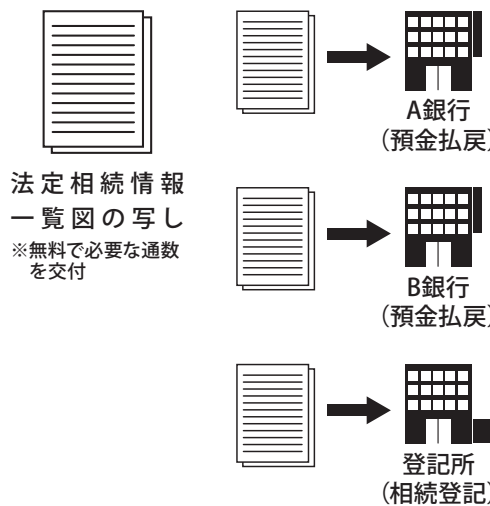 法定相続情報
一覧図の写し
※無料で必要な通数
を交付
A銀行
(預金払戻)
B銀行
(預金払戻)
登記所
(相続登記)